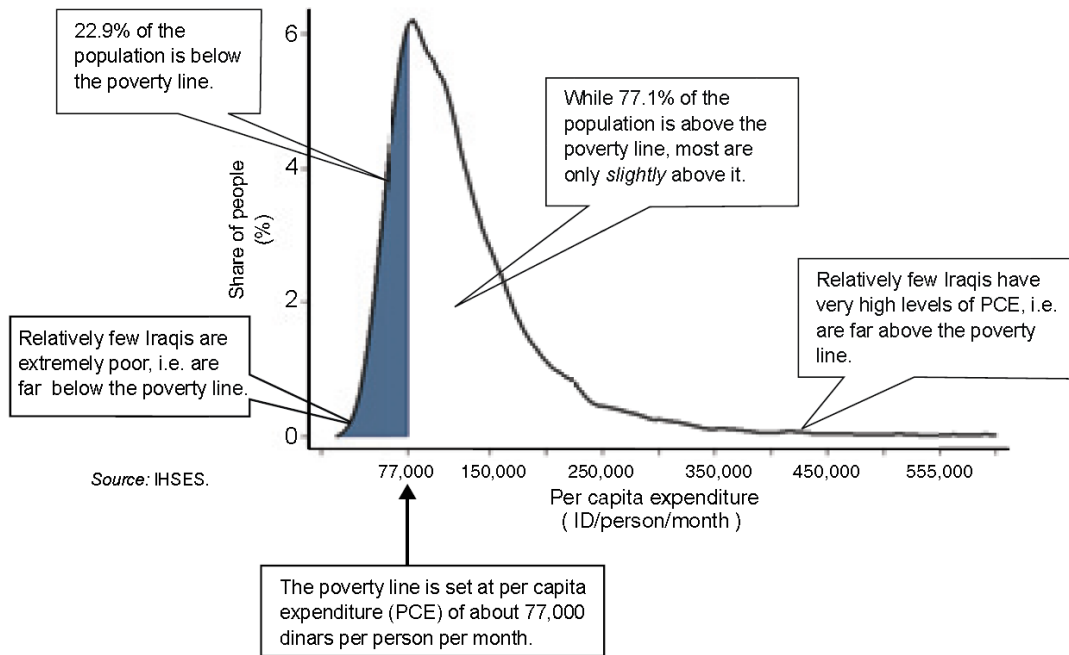 22.9% of the
population is below
the poverty line.
While 77.1% of the
population is above the
poverty line, most are
only slightly above it.
Relatively few Iraqis have
very high levels of PCE, i.e.
are far above the poverty
line.
Relatively few Iraqis are
extremely poor, i.e. are
far below the poverty line.
Share of people
(%)
6
4
2
0
77,000 150,000 250,000 350,000 450,000 555,000
Per capita expenditure
( ID/person/month )
Source: IHSES.
The poverty line is set at per capita
expenditure (PCE) of about 77,000
dinars per person per month.